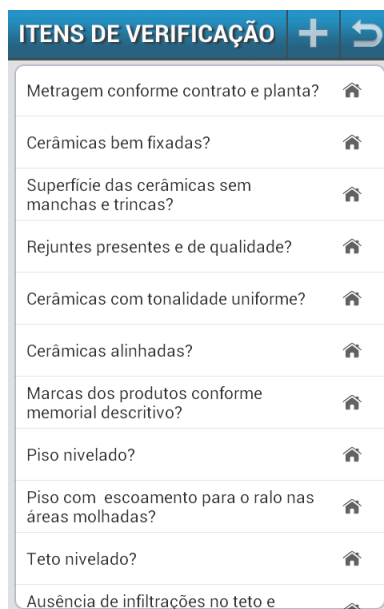 ITENS DE VERIFICAÇÃO
Metragem conforme contrato e planta?
Cerâmicas bem fixadas?
Superfície das cerâmicas sem
manchas e trincas?
Rejuntes presentes e de qualidade?
Cerâmicas com tonalidade uniforme?
Cerâmicas alinhadas?
Marcas dos produtos conforme
memorial descritivo?
Piso nivelado?
Piso com  escoamento para o ralo nas
áreas molhadas?
Teto nivelado?
Ausência de infiltrações no teto e